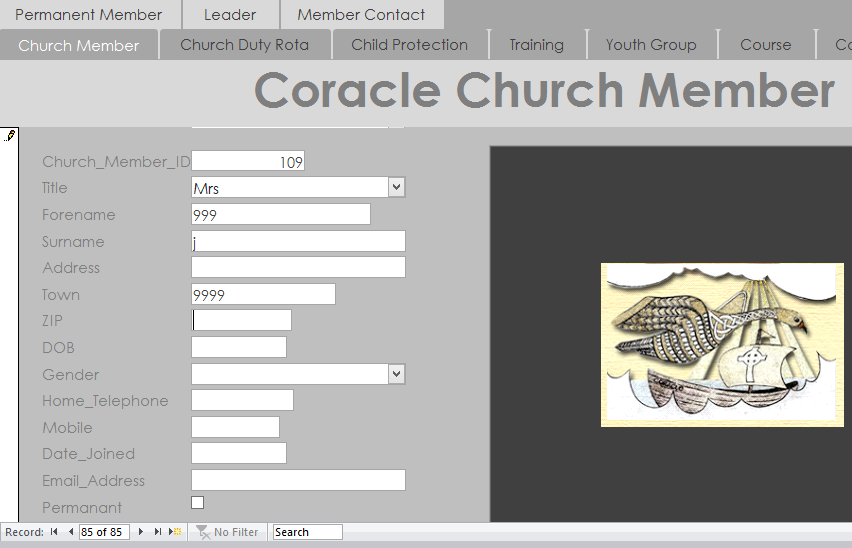 Permanent Member Leader Member Contact
Church Member Church Duty Rota Child Protection Training Youth Group Course
Coracle Church Member
Church_Member_ID 109
Title Mrs
Forename 999
Surname j
Address
Town 9999
ZIP
DOB
Gender
Home_Telephone
Mobile
Date_Joined
Email_Address
Permanant
Record: 85 of 85 No Filter Search